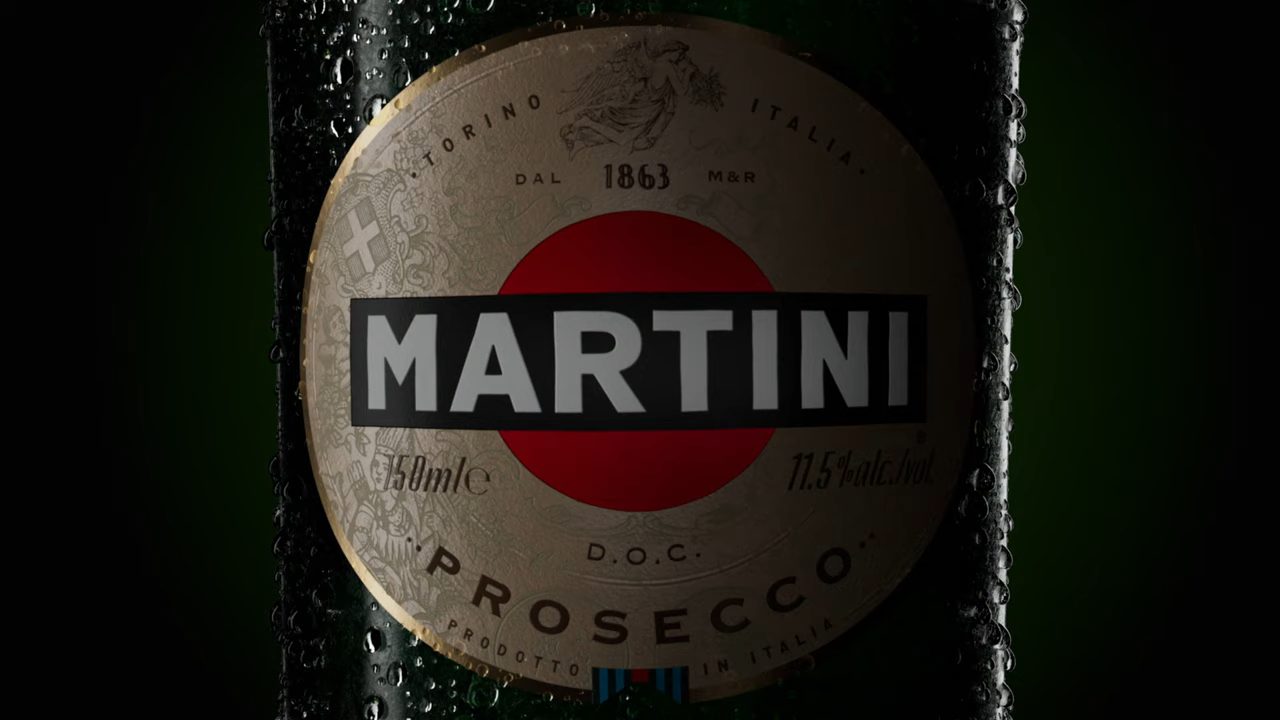 · TORINO ITALIA ·
DAL 1863 M&R
MARTINI
®
750ml ℮ 11.5% alc./vol.
D.O.C.
·· PROSECCO ··
PRODOTTO IN ITALIA